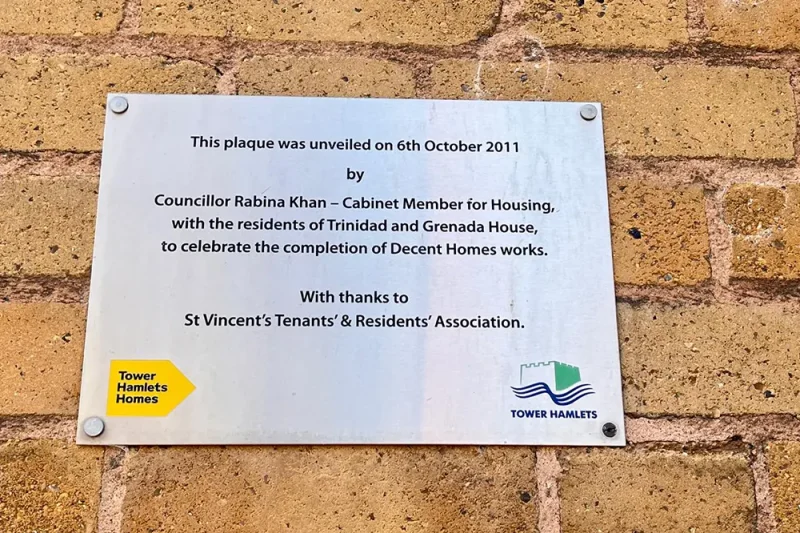 This plaque was unveiled on 6th October 2011
by
Councillor Rabina Khan – Cabinet Member for Housing,
with the residents of Trinidad and Grenada House,
to celebrate the completion of Decent Homes works.
With thanks to
St Vincent's Tenants' & Residents' Association.
Tower
Hamlets
Homes
TOWER HAMLETS